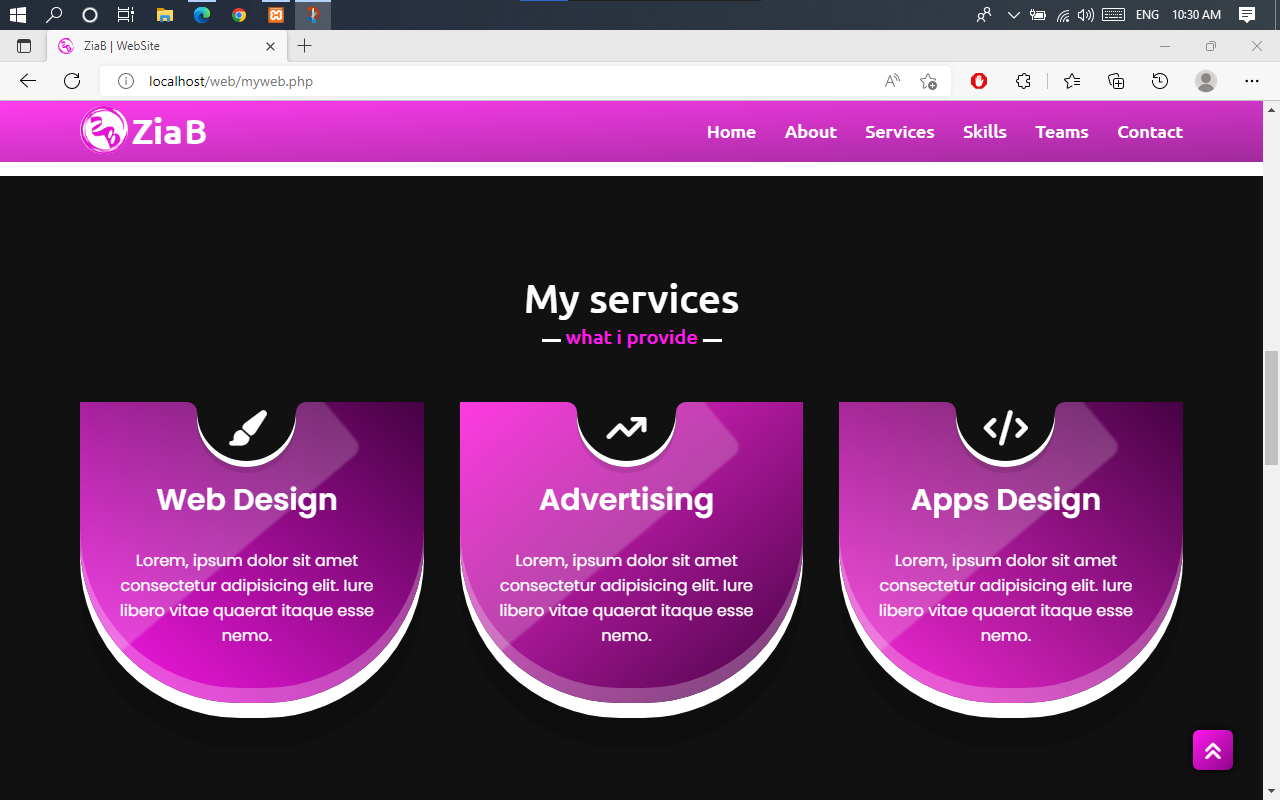 ENG 10:30 AM
ZiaB | WebSite
localhost/web/myweb.php
ZiaB
Home About Services Skills Teams Contact
My services
what i provide
Web Design
Lorem, ipsum dolor sit amet
consectetur adipisicing elit. Iure
libero vitae quaerat itaque esse
nemo.
Advertising
Lorem, ipsum dolor sit amet
consectetur adipisicing elit. Iure
libero vitae quaerat itaque esse
nemo.
Apps Design
Lorem, ipsum dolor sit amet
consectetur adipisicing elit. Iure
libero vitae quaerat itaque esse
nemo.